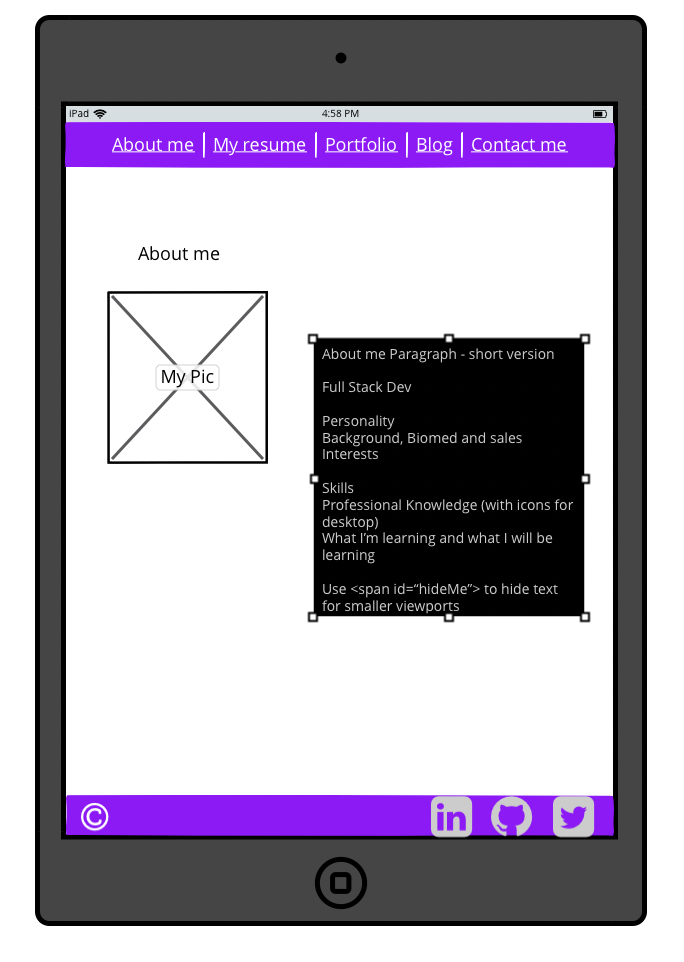 iPad
4:58 PM
About me My resume Portfolio Blog Contact me
About me
My Pic
About me Paragraph - short version
Full Stack Dev
Personality
Background, Biomed and sales
Interests
Skills
Professional Knowledge (with icons for
desktop)
What I’m learning and what I will be
learning
Use <span id=“hideMe”> to hide text
for smaller viewports
©
in